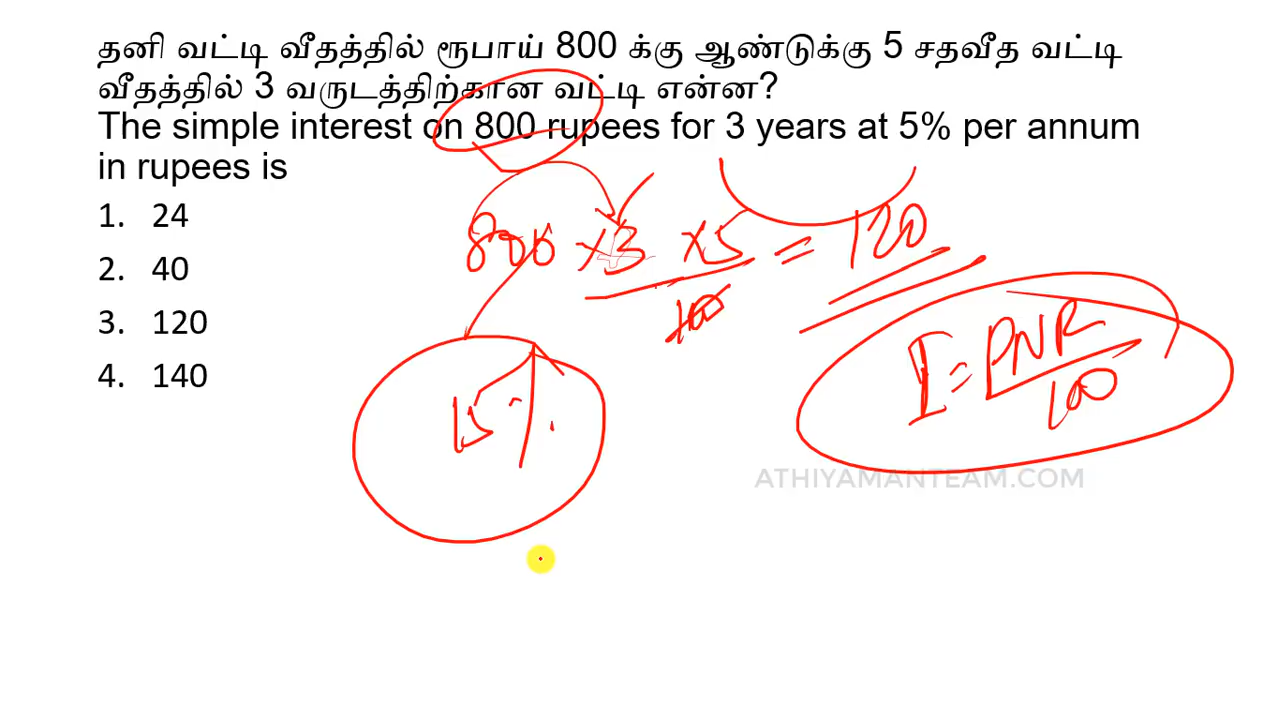 தனி வட்டி வீதத்தில் ரூபாய் 800 க்கு ஆண்டுக்கு 5 சதவீத வட்டி
வீதத்தில் 3 வருடத்திற்கான வட்டி என்ன?
The simple interest on 800 rupees for 3 years at 5% per annum
in rupees is
1. 24
2. 40
3. 120
4. 140
800 × 3 × 5 = 120
100
I = PNR
100
15%
ATHIYAMANTEAM.COM